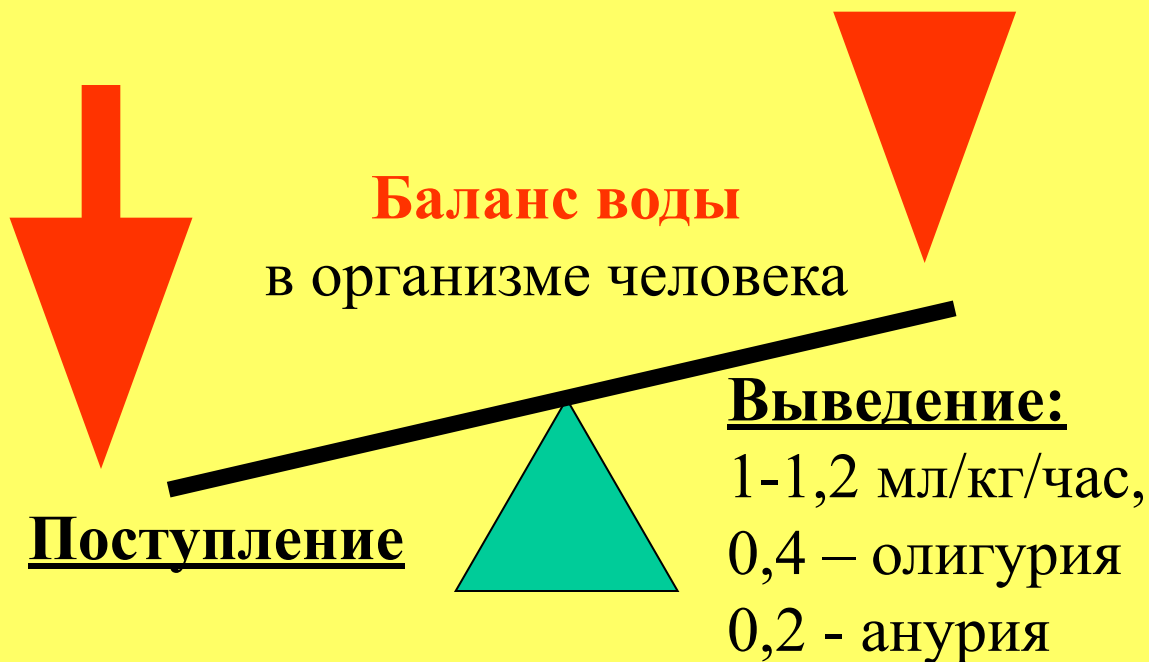 Баланс воды
в организме человека
Поступление
Выведение:
1-1,2 мл/кг/час,
0,4 – олигурия
0,2 - анурия